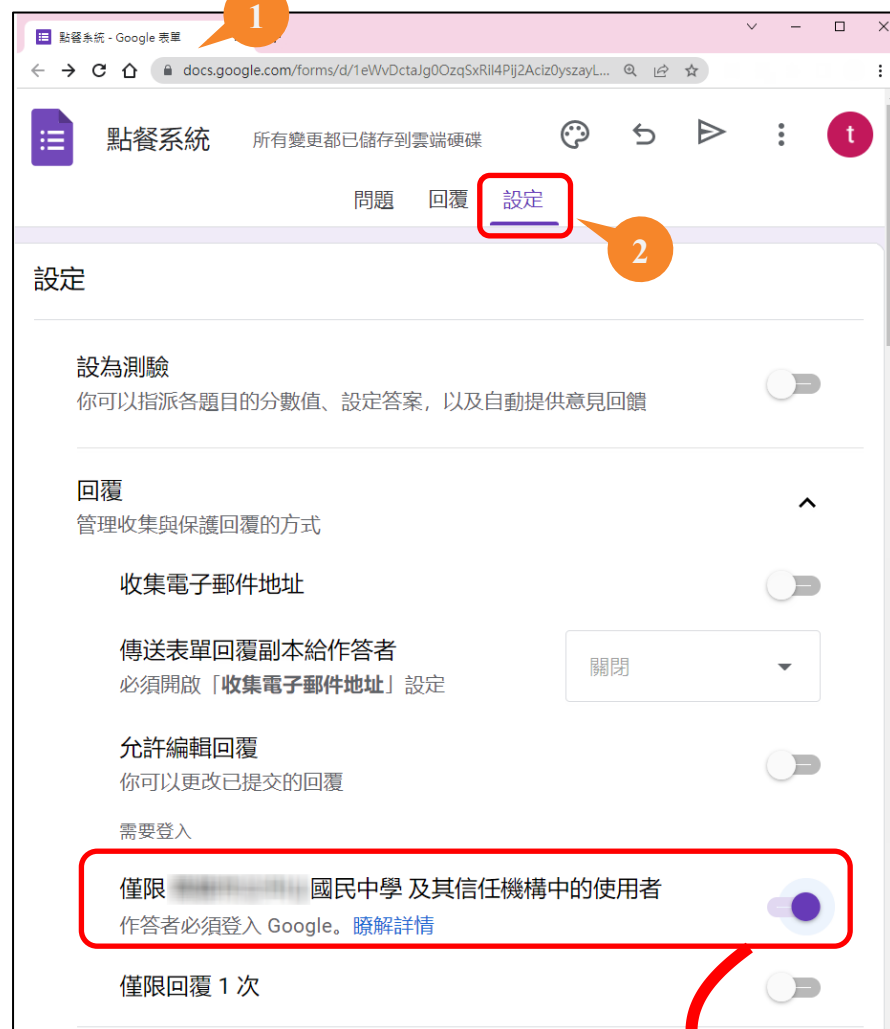 1
點餐系統 - Google 表單
docs.google.com/forms/d/1eWvDctaJg0OzqSxRil4Pij2Aciz0yszayL...
點餐系統 所有變更都已儲存到雲端硬碟 t
問題 回覆 設定
2
設定
設為測驗
你可以指派各題目的分數值、設定答案，以及自動提供意見回饋
回覆
管理收集與保護回覆的方式
收集電子郵件地址
傳送表單回覆副本給作答者
必須開啟「收集電子郵件地址」設定
關閉
允許編輯回覆
你可以更改已提交的回覆
需要登入
僅限 國民中學 及其信任機構中的使用者
作答者必須登入 Google。瞭解詳情
僅限回覆 1 次